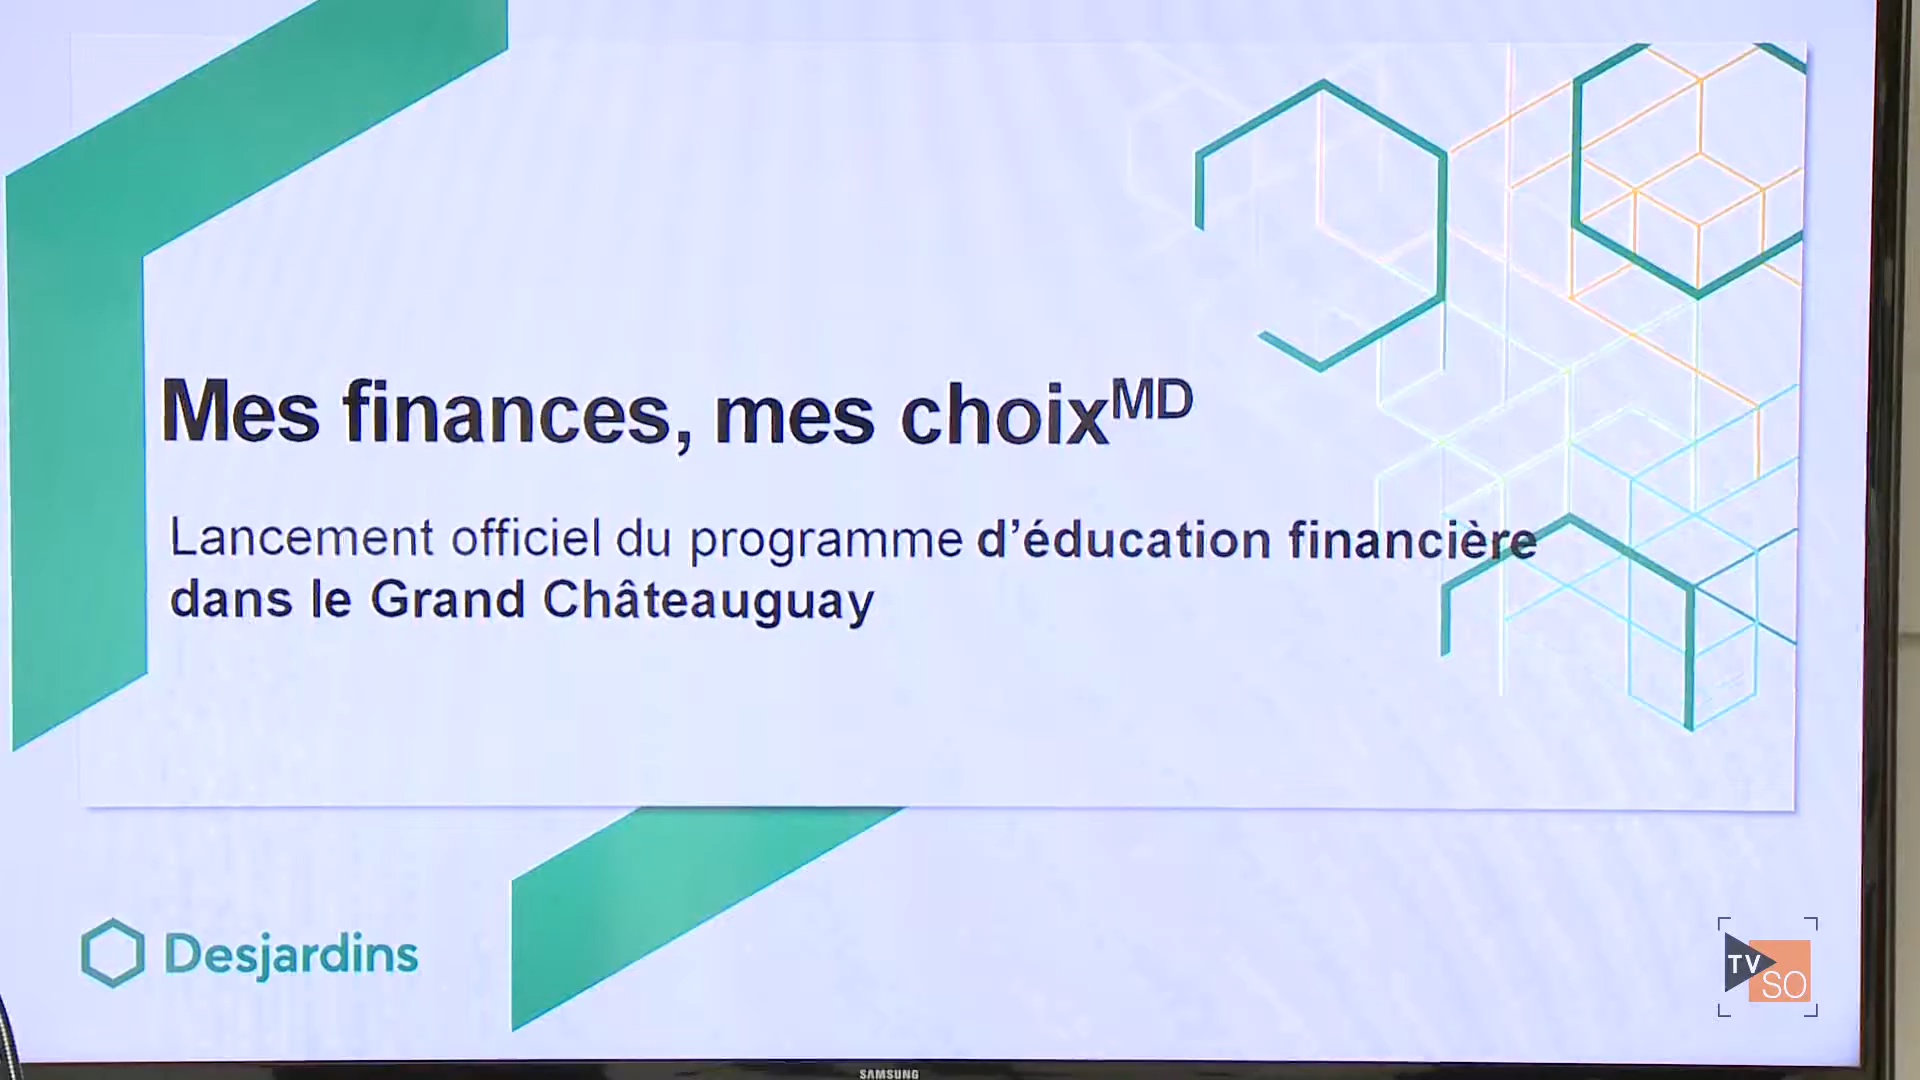 Mes finances, mes choixMD
Lancement officiel du programme d’éducation financière
dans le Grand Châteauguay
Desjardins
TV
SO
SAMSUNG